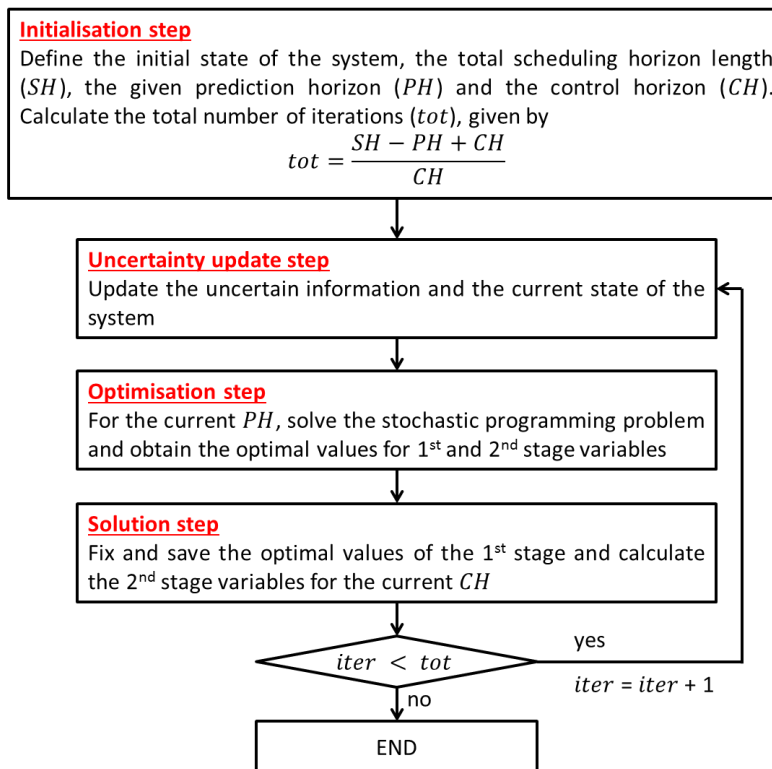 Initialisation step
Define the initial state of the system, the total scheduling horizon length
(SH), the given prediction horizon (PH) and the control horizon (CH).
Calculate the total number of iterations (tot), given by
tot = (SH − PH + CH) / CH
Uncertainty update step
Update the uncertain information and the current state of the
system
Optimisation step
For the current PH, solve the stochastic programming problem
and obtain the optimal values for 1st and 2nd stage variables
Solution step
Fix and save the optimal values of the 1st stage and calculate
the 2nd stage variables for the current CH
iter < tot
yes
iter = iter + 1
no
END